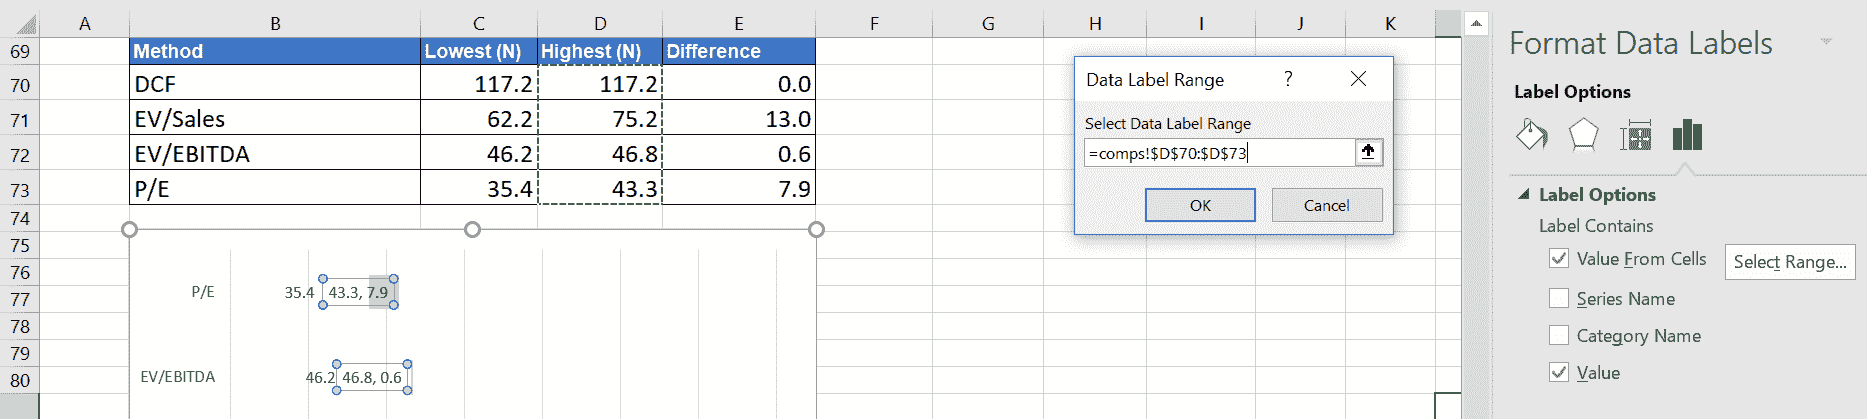 A B C D E F G H I J K
69 Method Lowest (N) Highest (N) Difference
70 DCF 117.2 117.2 0.0
71 EV/Sales 62.2 75.2 13.0
72 EV/EBITDA 46.2 46.8 0.6
73 P/E 35.4 43.3 7.9
74
75
76
77
78
79
80
P/E 35.4 43.3, 7.9
EV/EBITDA 46.2 46.8, 0.6
Data Label Range ?
Select Data Label Range
=comps!$D$70:$D$73
OK Cancel
Format Data Labels
Label Options
Label Options
Label Contains
Value From Cells Select Range...
Series Name
Category Name
Value